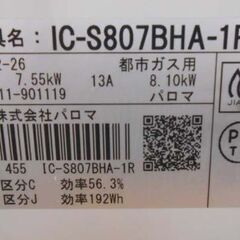 具名： IC-S807BHA-1R
2-26 都市ガス用
7.55kW 13A 8.10kW
11-901119 パロマ
株式会社パロマ
455 IC-S807BHA-1R
区分C 効率56.3%
区分J 効率192Wh
JIA
P
T